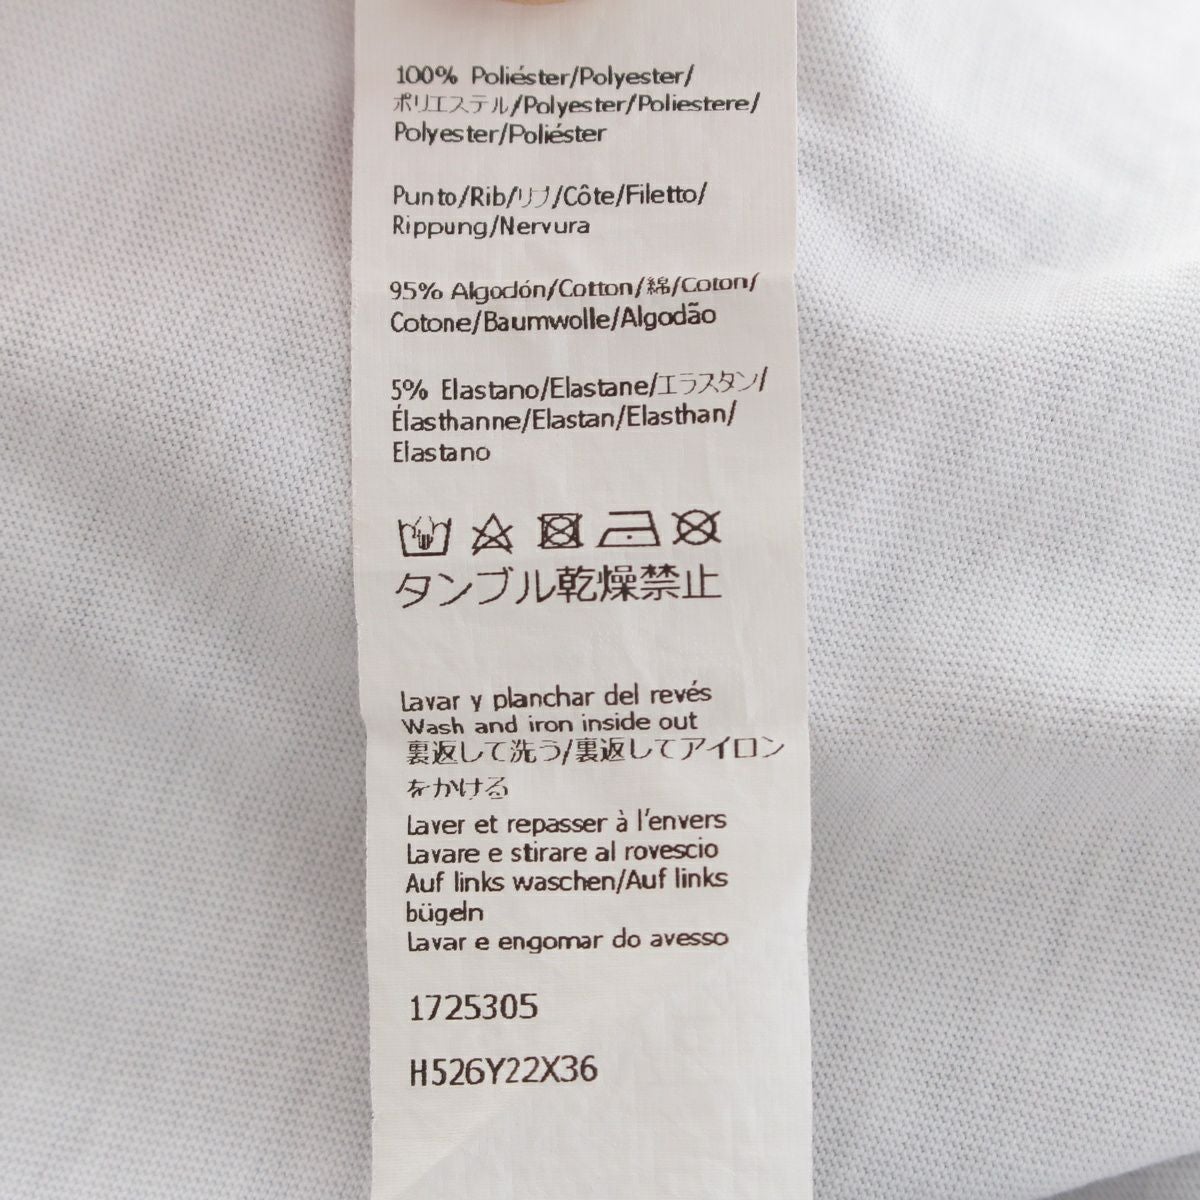 100% Poliéster/Polyester/
ポリエステル/Polyester/Poliestere/
Polyester/Poliéster
Punto/Rib/リブ/Côte/Filetto/
Rippung/Nervura
95% Algodón/Cotton/綿/Coton/
Cotone/Baumwolle/Algodão
5% Elastano/Elastane/エラスタン/
Élasthanne/Elastan/Elasthan/
Elastano
タンブル乾燥禁止
Lavar y planchar del revés
Wash and iron inside out
裏返して洗う/裏返してアイロン
をかける
Laver et repasser à l'envers
Lavare e stirare al rovescio
Auf links waschen/Auf links
bügeln
Lavar e engomar do avesso
1725305
H526Y22X36